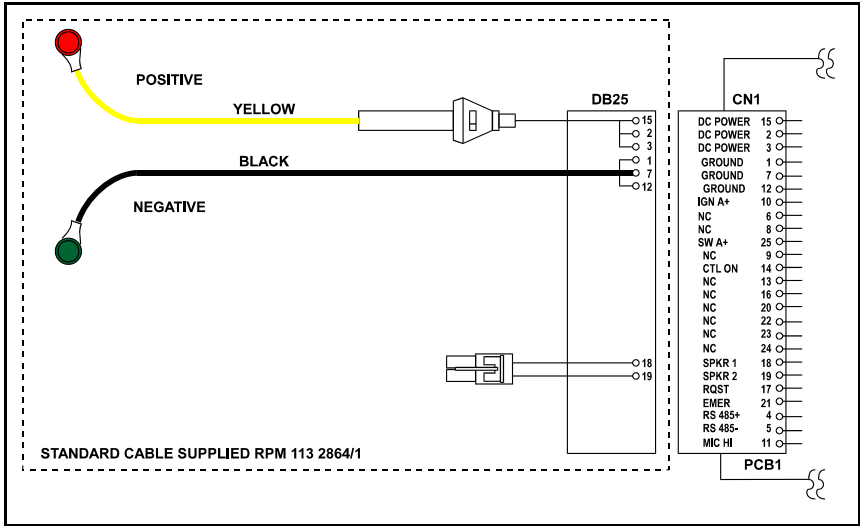 POSITIVE
YELLOW
BLACK
NEGATIVE
DB25
15
2
3
1
7
12
18
19
STANDARD CABLE SUPPLIED RPM 113 2864/1
CN1
DC POWER 15
DC POWER 2
DC POWER 3
GROUND 1
GROUND 7
GROUND 12
IGN A+ 10
NC 6
NC 8
SW A+ 25
NC 9
CTL ON 14
NC 13
NC 16
NC 20
NC 22
NC 23
NC 24
SPKR 1 18
SPKR 2 19
RQST 17
EMER 21
RS 485+ 4
RS 485- 5
MIC HI 11
PCB1